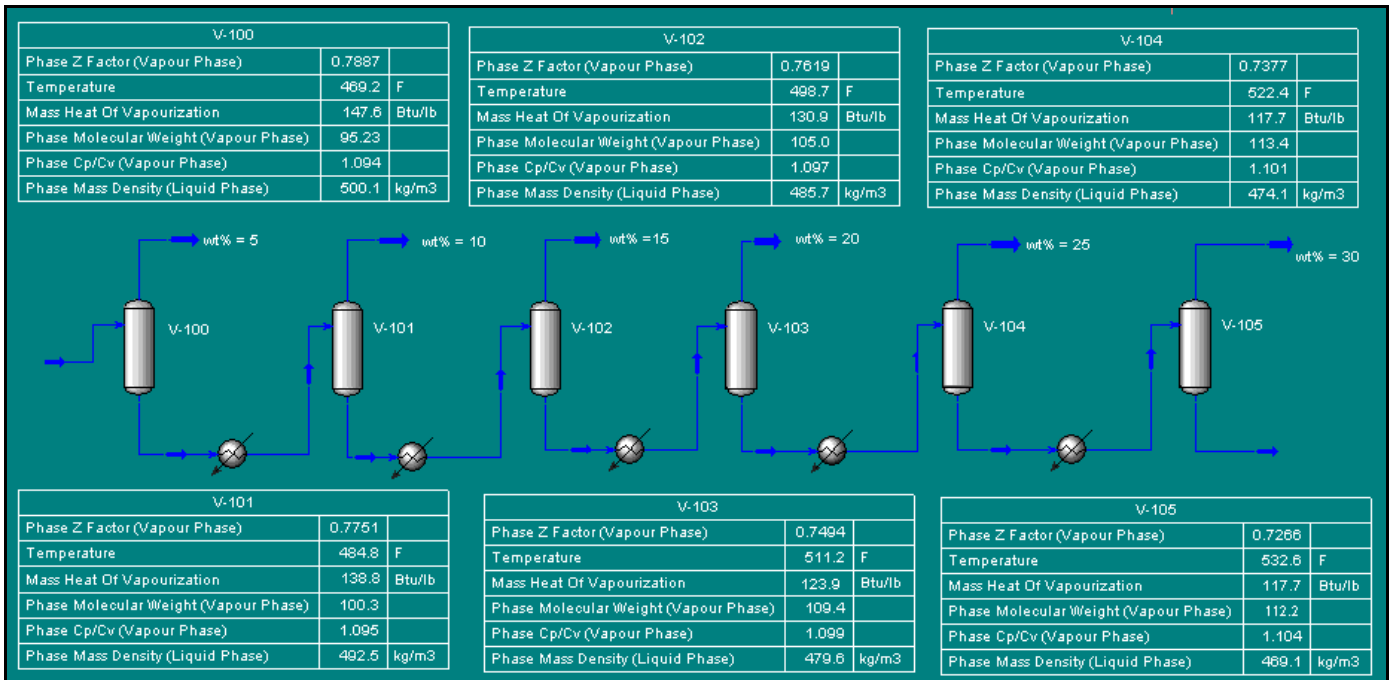 V-100
Phase Z Factor (Vapour Phase) 0.7887
Temperature 469.2 F
Mass Heat Of Vapourization 147.6 Btu/lb
Phase Molecular Weight (Vapour Phase) 95.23
Phase Cp/Cv (Vapour Phase) 1.094
Phase Mass Density (Liquid Phase) 500.1 kg/m3
V-102
Phase Z Factor (Vapour Phase) 0.7619
Temperature 498.7 F
Mass Heat Of Vapourization 130.9 Btu/lb
Phase Molecular Weight (Vapour Phase) 105.0
Phase Cp/Cv (Vapour Phase) 1.097
Phase Mass Density (Liquid Phase) 485.7 kg/m3
V-104
Phase Z Factor (Vapour Phase) 0.7377
Temperature 522.4 F
Mass Heat Of Vapourization 117.7 Btu/lb
Phase Molecular Weight (Vapour Phase) 113.4
Phase Cp/Cv (Vapour Phase) 1.101
Phase Mass Density (Liquid Phase) 474.1 kg/m3
wt% = 5
wt% = 10
wt% =15
wt% = 20
wt% = 25
wt% = 30
V-100
V-101
V-102
V-103
V-104
V-105
V-101
Phase Z Factor (Vapour Phase) 0.7751
Temperature 484.8 F
Mass Heat Of Vapourization 138.8 Btu/lb
Phase Molecular Weight (Vapour Phase) 100.3
Phase Cp/Cv (Vapour Phase) 1.095
Phase Mass Density (Liquid Phase) 492.5 kg/m3
V-103
Phase Z Factor (Vapour Phase) 0.7494
Temperature 511.2 F
Mass Heat Of Vapourization 123.9 Btu/lb
Phase Molecular Weight (Vapour Phase) 109.4
Phase Cp/Cv (Vapour Phase) 1.099
Phase Mass Density (Liquid Phase) 479.6 kg/m3
V-105
Phase Z Factor (Vapour Phase) 0.7266
Temperature 532.6 F
Mass Heat Of Vapourization 117.7 Btu/lb
Phase Molecular Weight (Vapour Phase) 112.2
Phase Cp/Cv (Vapour Phase) 1.104
Phase Mass Density (Liquid Phase) 469.1 kg/m3